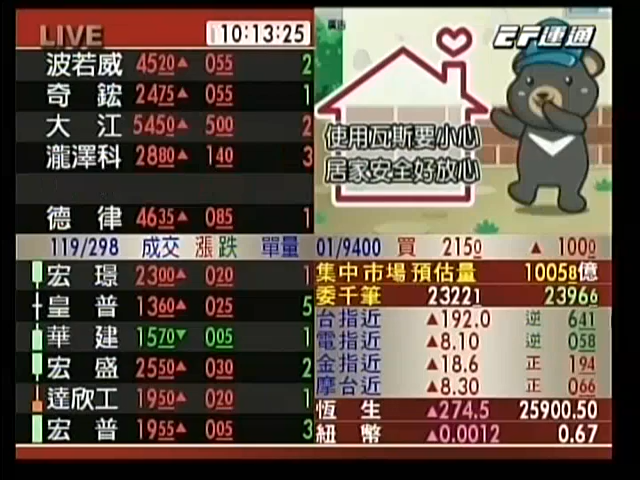 LIVE 10:13:25
廣告
EF運通
波若威 4520▲ 055 2
奇鋐 2475▲ 055 1
大江 5450▲ 500 2
瀧澤科 2880▲ 140 3
德律 4635▲ 085 1
使用瓦斯要小心
居家安全好放心
119/298 成交 漲跌 單量
01/9400 買 2150 ▲ 1000
宏璟 2300▲ 020 1
皇普 1360▲ 025 5
華建 1570▼ 005 1
宏盛 2550▲ 030 2
達欣工 1950▲ 020 1
宏普 1955▲ 005 3
集中市場預估量 10058億
委千筆 23221 23966
台指近 ▲192.0 逆 641
電指近 ▲8.10 逆 058
金指近 ▲18.6 正 194
摩台近 ▲8.30 正 066
恆生 ▲274.5 25900.50
紐幣 ▲0.0012 0.67